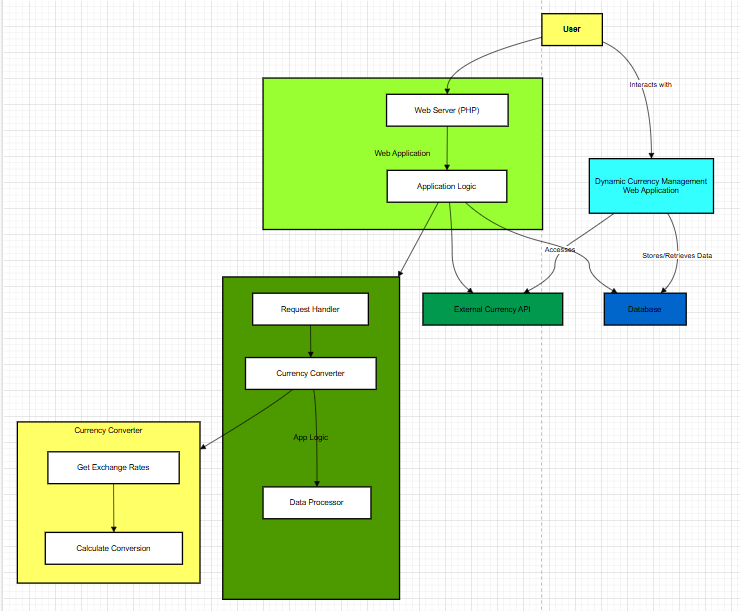 User
Interacts with
Web Server (PHP)
Web Application
Application Logic
Dynamic Currency Management
Web Application
Accesses
Stores/Retrieves Data
Request Handler
External Currency API
Database
Currency Converter
App Logic
Currency Converter
Get Exchange Rates
Data Processor
Calculate Conversion